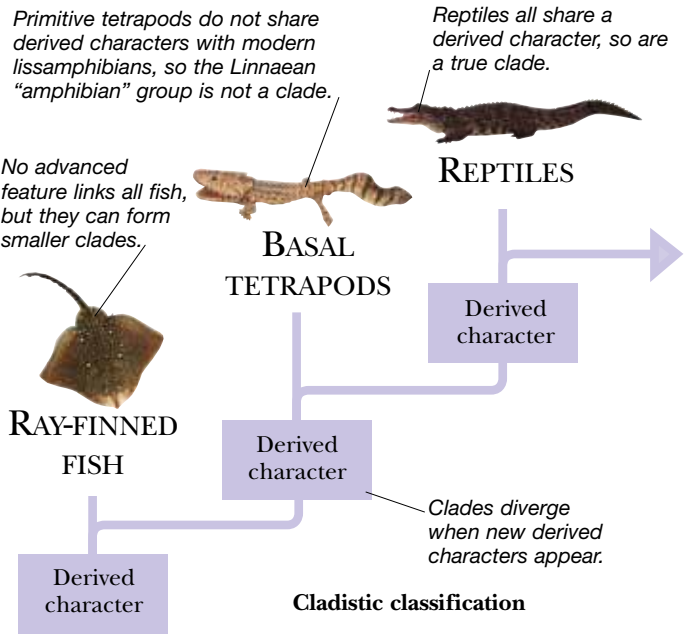 Primitive tetrapods do not share
derived characters with modern
lissamphibians, so the Linnaean
“amphibian” group is not a clade.
Reptiles all share a
derived character, so are
a true clade.
REPTILES
No advanced
feature links all fish,
but they can form
smaller clades.
BASAL
TETRAPODS
Derived
character
RAY-FINNED
FISH
Derived
character
Clades diverge
when new derived
characters appear.
Derived
character
Cladistic classification